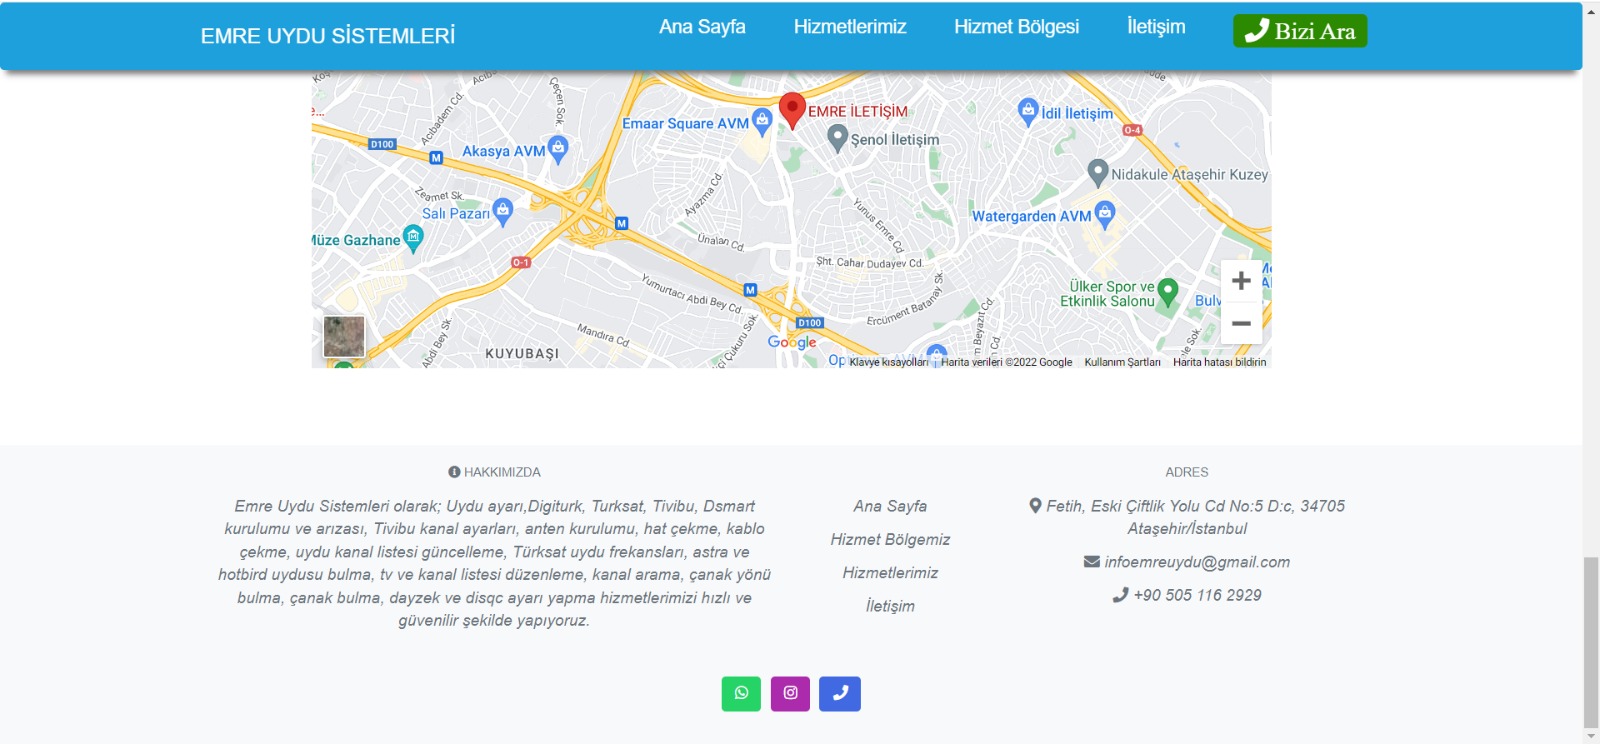 EMRE UYDU SİSTEMLERİ
Ana Sayfa
Hizmetlerimiz
Hizmet Bölgesi
İletişim
Bizi Ara
Acıbadem Cd.
Çeçen Sk.
EMRE İLETİŞİM
Emaar Square AVM
İdil İletişim
D100
M
Akasya AVM
Şenol İletişim
O-4
Nidakule Ataşehir Kuzey
Zeamet Sk.
Ayazma Cd.
Salı Pazarı
Yunus Emre Cd.
Watergarden AVM
M
Müze Gazhane
Ünalan Cd.
O-1
Şht. Cahar Dudayev Cd.
Yumurtacı Abdi Bey Cd.
M
Ülker Spor ve
Etkinlik Salonu
Bulv
Ercüment Batanay Sk.
D100
Mandıra Cd.
Google
KUYUBAŞI
Klavye kısayolları
Harita verileri ©2022 Google
Kullanım Şartları
Harita hatası bildirin
HAKKIMIZDA
Emre Uydu Sistemleri olarak; Uydu ayarı,Digiturk, Turksat, Tivibu, Dsmart
kurulumu ve arızası, Tivibu kanal ayarları, anten kurulumu, hat çekme, kablo
çekme, uydu kanal listesi güncelleme, Türksat uydu frekansları, astra ve
hotbird uydusu bulma, tv ve kanal listesi düzenleme, kanal arama, çanak yönü
bulma, çanak bulma, dayzek ve disqc ayarı yapma hizmetlerimizi hızlı ve
güvenilir şekilde yapıyoruz.
Ana Sayfa
Hizmet Bölgemiz
Hizmetlerimiz
İletişim
ADRES
Fetih, Eski Çiftlik Yolu Cd No:5 D:c, 34705
Ataşehir/İstanbul
infoemreuydu@gmail.com
+90 505 116 2929